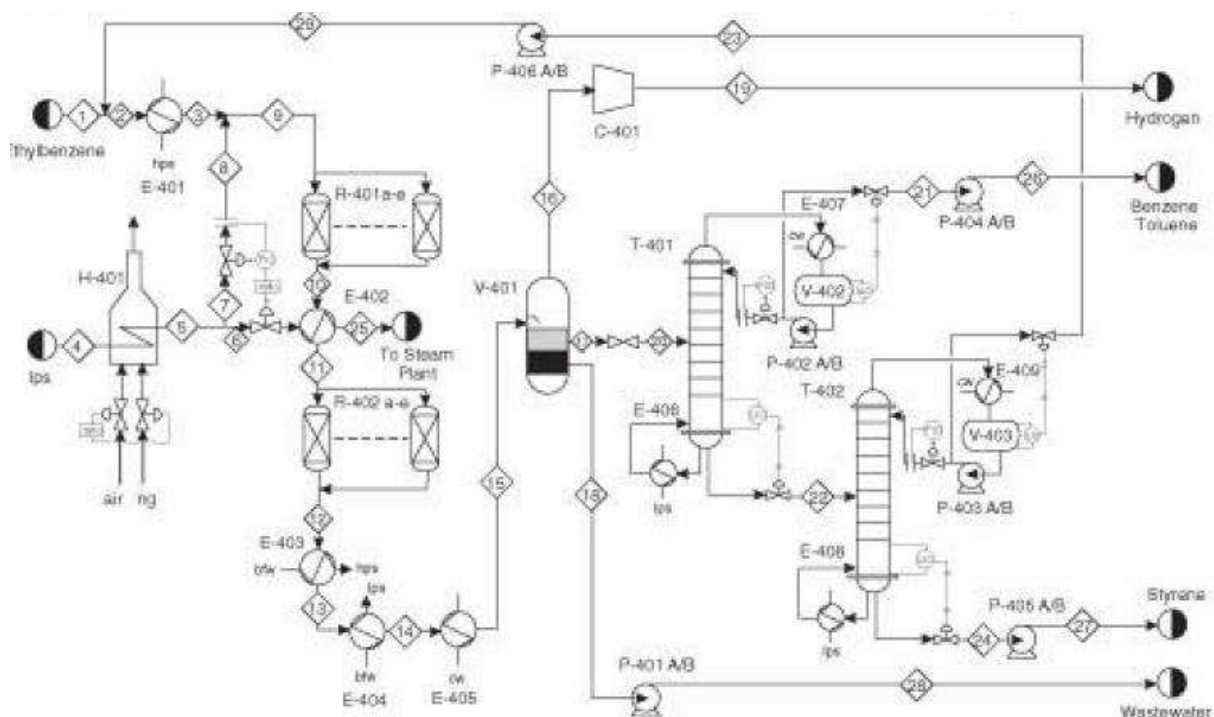 29
P-406 A/B
23
1
2
3
9
19
Ethylbenzene
hps
E-401
8
C-401
Hydrogen
16
R-401a-e
E-407
21
26
P-404 A/B
Benzene
Toluene
cw
T-401
H-401
10
E-402
V-401
V-402
7
4
5
6
25
17
20
To Steam
Plant
lps
11
P-402 A/B
E-409
T-402
cw
R-402 a-e
E-406
V-403
15
lps
18
air
ng
22
P-403 A/B
12
E-403
E-408
bfw
hps
lps
13
14
Styrene
P-405 A/B
27
24
lps
bfw
cw
P-401 A/B
E-404
E-405
28
Wastewater